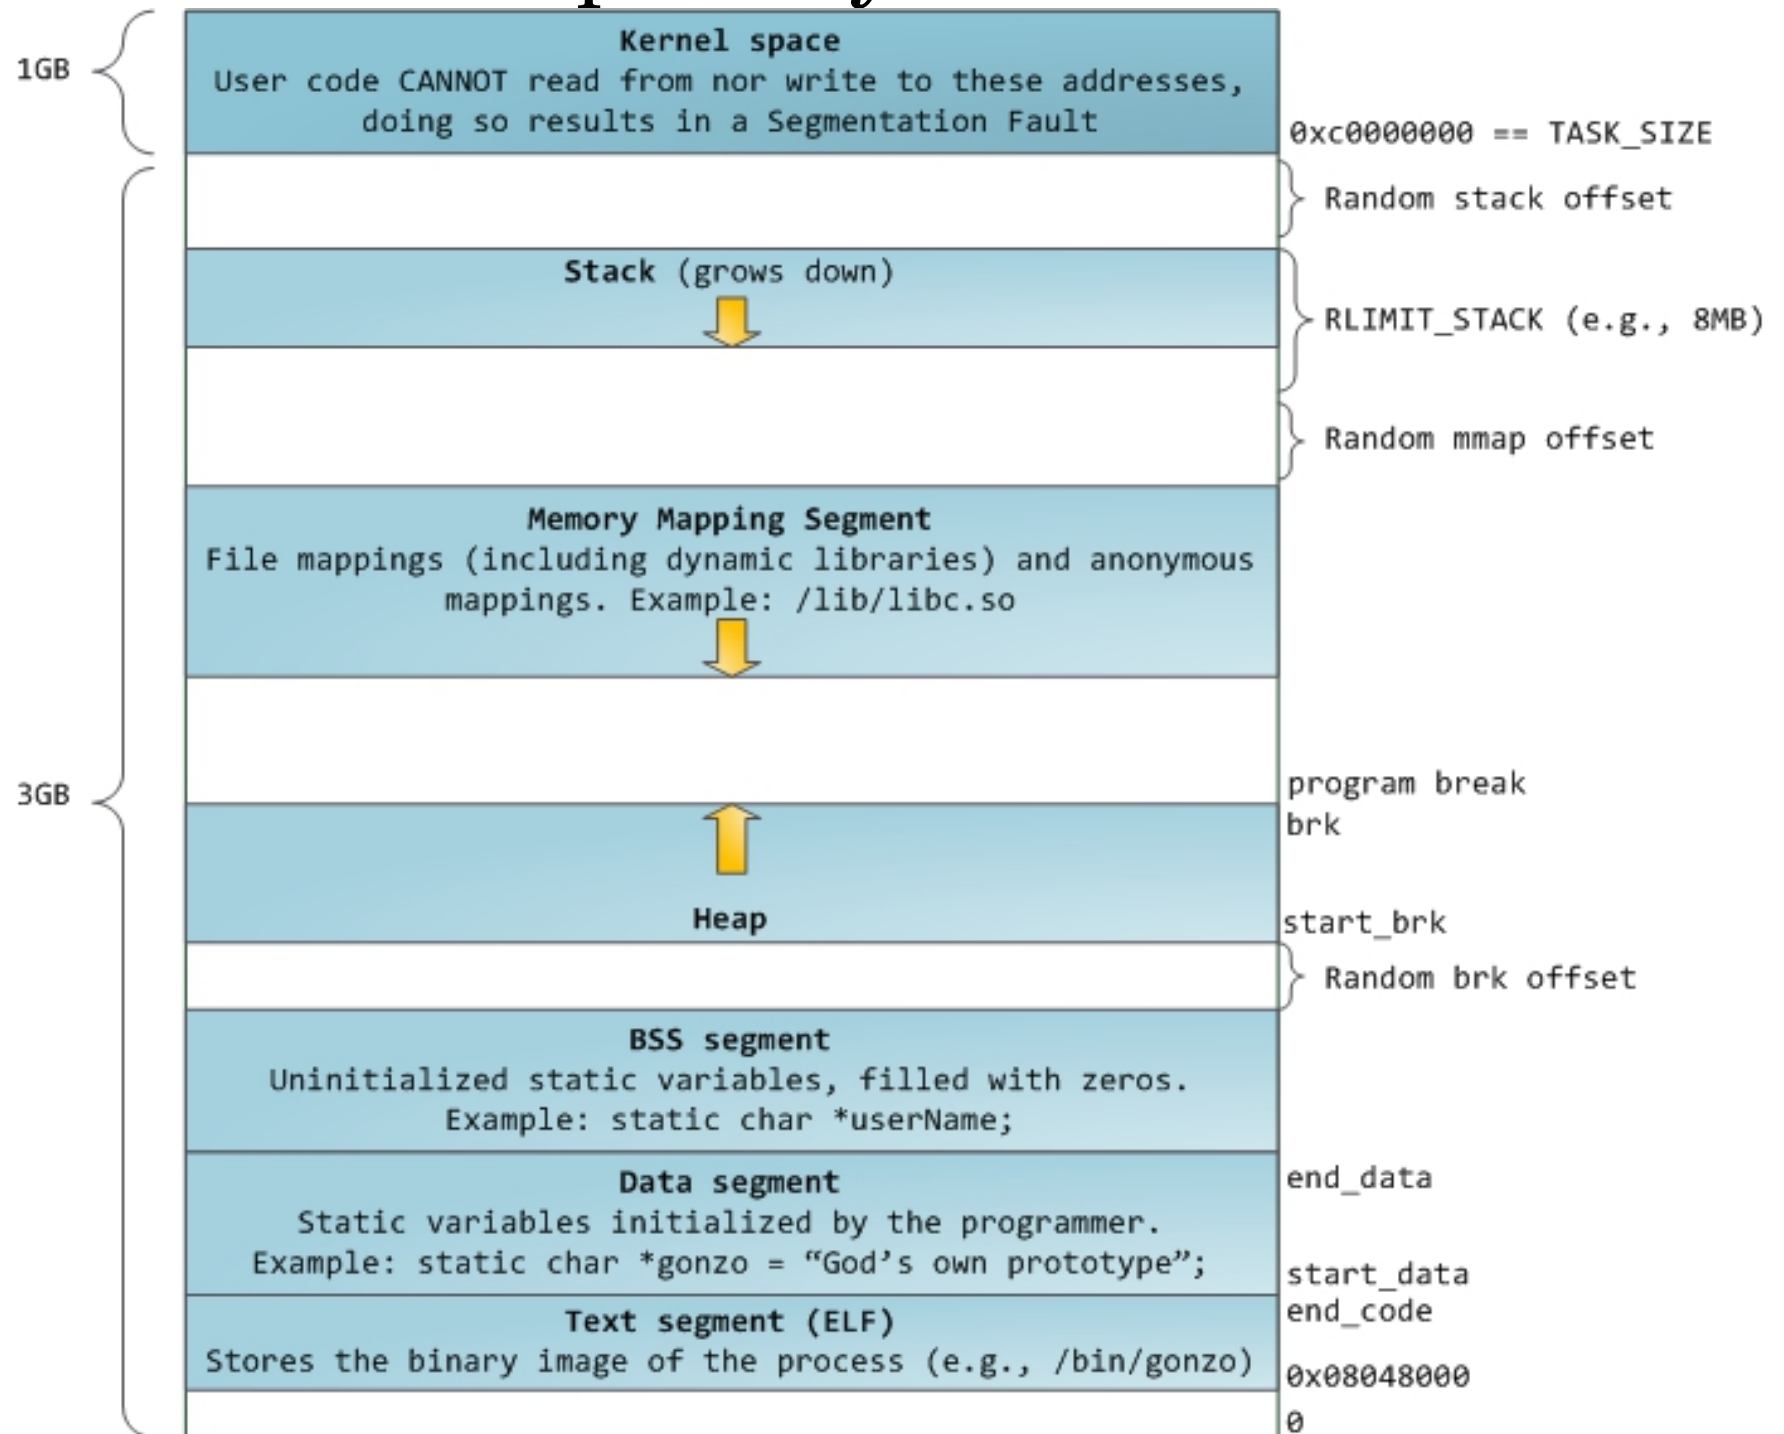 Kernel space
1GB
User code CANNOT read from nor write to these addresses,
doing so results in a Segmentation Fault
0xc0000000 == TASK_SIZE
Random stack offset
Stack (grows down)
RLIMIT_STACK (e.g., 8MB)
Random mmap offset
Memory Mapping Segment
File mappings (including dynamic libraries) and anonymous
mappings. Example: /lib/libc.so
3GB
program break
brk
Heap
start_brk
Random brk offset
BSS segment
Uninitialized static variables, filled with zeros.
Example: static char *userName;
Data segment
end_data
Static variables initialized by the programmer.
Example: static char *gonzo = “God’s own prototype”;
start_data
end_code
Text segment (ELF)
Stores the binary image of the process (e.g., /bin/gonzo)
0x08048000
0